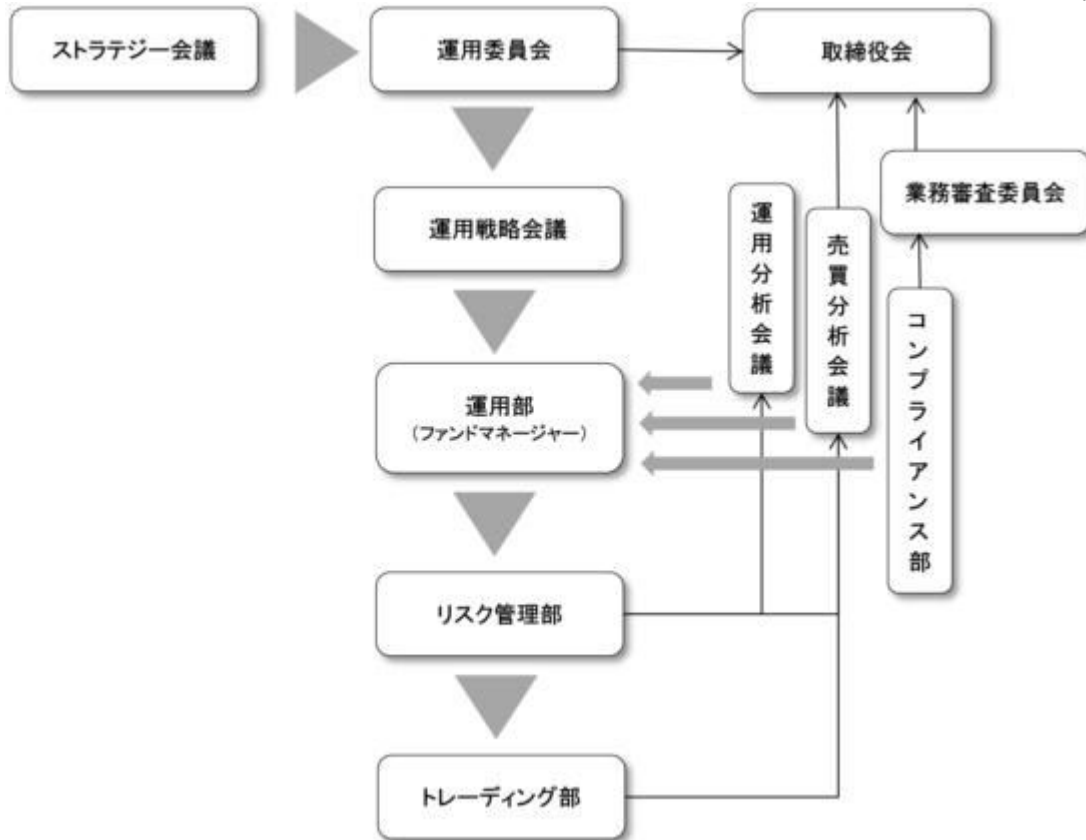 ストラテジー会議
運用委員会
取締役会
業務審査委員会
運用戦略会議
運用分析会議
売買分析会議
コンプライアンス部
運用部
(ファンドマネージャー)
リスク管理部
トレーディング部